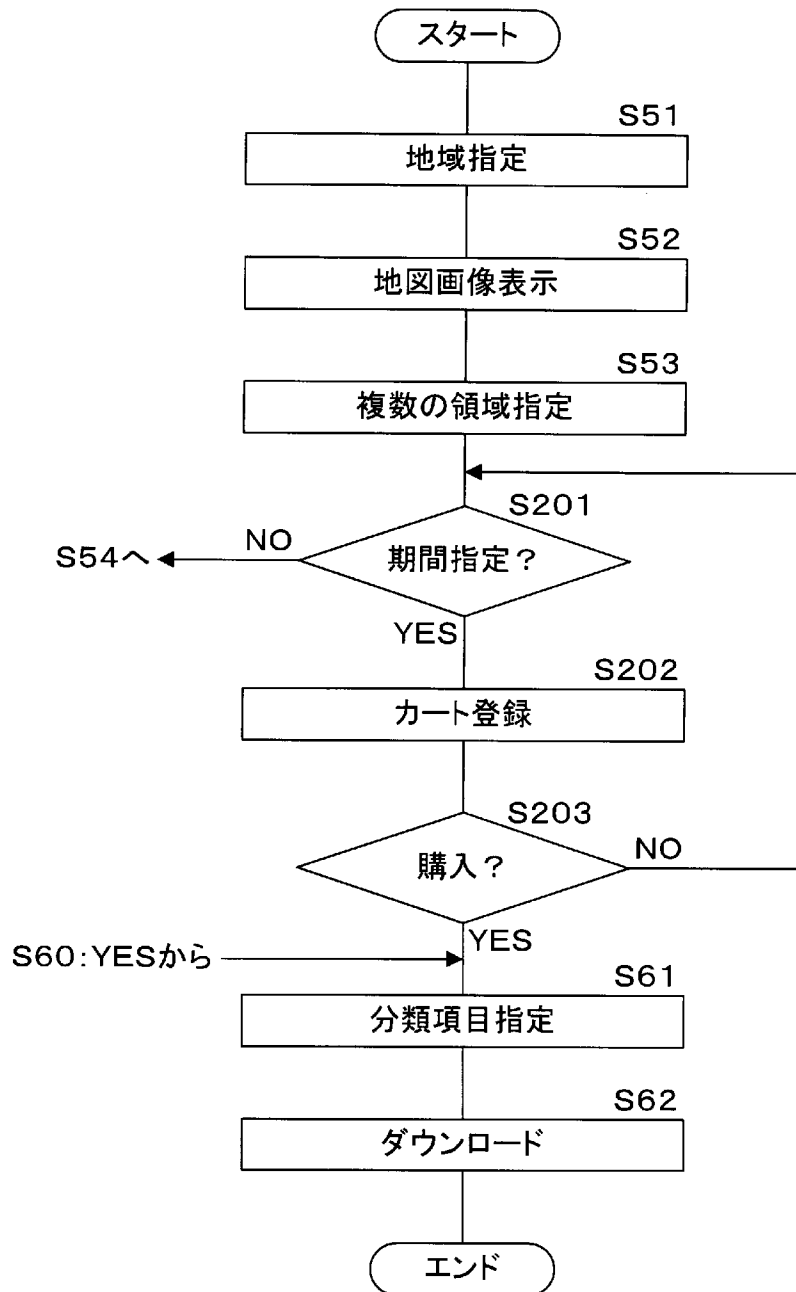 スタート
S51
地域指定
S52
地図画像表示
S53
複数の領域指定
S201
NO
S54へ
期間指定？
YES
S202
カート登録
S203
購入？
NO
YES
S60：YESから
S61
分類項目指定
S62
ダウンロード
エンド